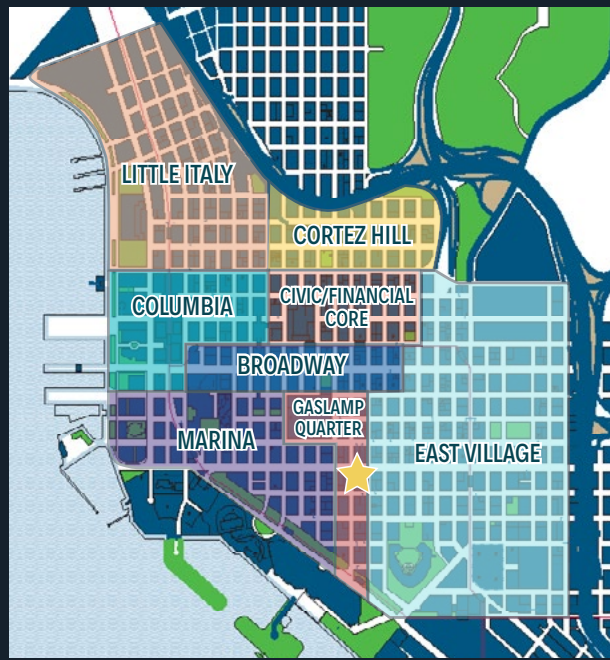 LITTLE ITALY
CORTEZ HILL
COLUMBIA
CIVIC/FINANCIAL
CORE
BROADWAY
GASLAMP
QUARTER
MARINA
EAST VILLAGE